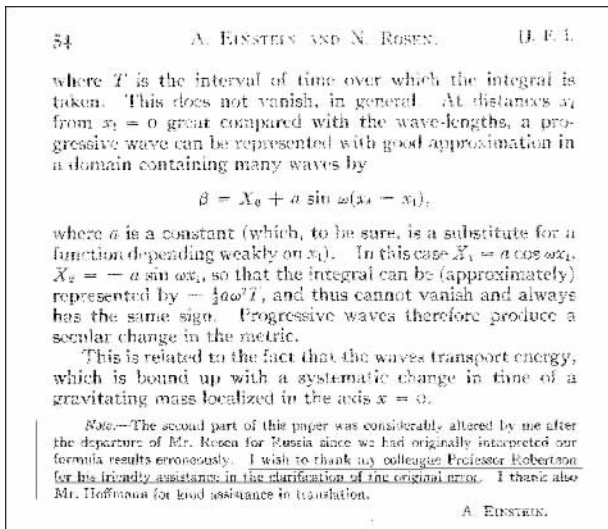 54 A. EINSTEIN AND N. ROSEN. [J. F. I.
where T is the interval of time over which the integral is
taken. This does not vanish, in general. At distances x₁
from x₁ = 0 great compared with the wave-lengths, a pro-
gressive wave can be represented with good approximation in
a domain containing many waves by
β = X₀ + a sin ω(x₄ − x₁),
where a is a constant (which, to be sure, is a substitute for a
function depending weakly on x₁). In this case X₁ = a cos ωx₁,
X₂ = − a sin ωx₁, so that the integral can be (approximately)
represented by − ½aω²T, and thus cannot vanish and always
has the same sign. Progressive waves therefore produce a
secular change in the metric.
This is related to the fact that the waves transport energy,
which is bound up with a systematic change in time of a
gravitating mass localized in the axis x = 0.
Note.—The second part of this paper was considerably altered by me after
the departure of Mr. Rosen for Russia since we had originally interpreted our
formula results erroneously. I wish to thank my colleague Professor Robertson
for his friendly assistance in the clarification of the original error. I thank also
Mr. Hoffmann for kind assistance in translation.
A. EINSTEIN.